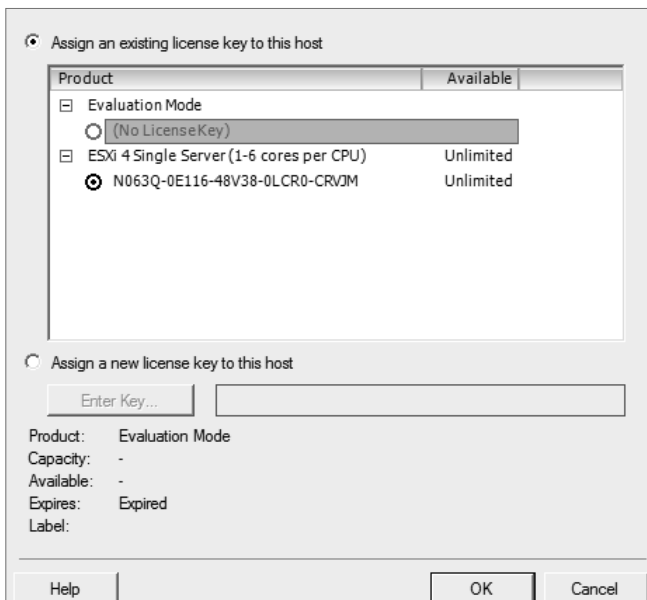 Assign an existing license key to this host
Product Available
Evaluation Mode
(No License Key)
ESXi 4 Single Server (1-6 cores per CPU) Unlimited
N063Q-0E116-48V38-0LCR0-CRVJM Unlimited
Assign a new license key to this host
Enter Key...
Product: Evaluation Mode
Capacity: -
Available: -
Expires: Expired
Label:
Help OK Cancel